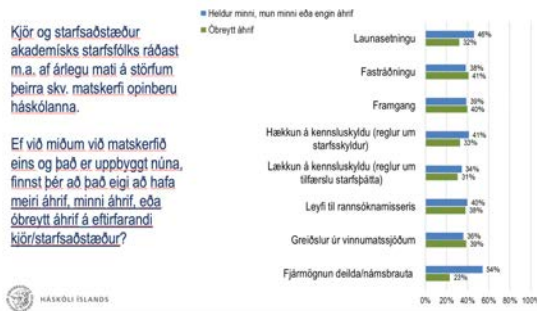 Kjör og starfsaðstæður
akademísks starfsfólks ráðast
m.a. af árlegu mati á störfum
þeirra skv. matskerfi opinberu
háskólanna.
Ef við miðum við matskerfið
eins og það er uppbyggt núna,
finnst þér að það eigi að hafa
meiri áhrif, minni áhrif, eða
óbreytt áhrif á eftirfarandi
kjör/starfsaðstæður?
HÁSKÓLI ÍSLANDS
Heldur minni, mun minni eða engin áhrif
Óbreytt áhrif
Launasetningu
46%
32%
Fastráðningu
38%
41%
Framgang
39%
40%
Hækkun á kennsluskyldu (reglur um
starfsskyldur)
41%
33%
Lækkun á kennsluskyldu (reglur um
tilfærslu starfsþátta)
34%
31%
Leyfi til rannsóknamisseris
40%
38%
Greiðslur úr vinnumatssjóðum
36%
39%
Fjármögnun deilda/námsbrauta
54%
23%
0% 20% 40% 60% 80% 100%